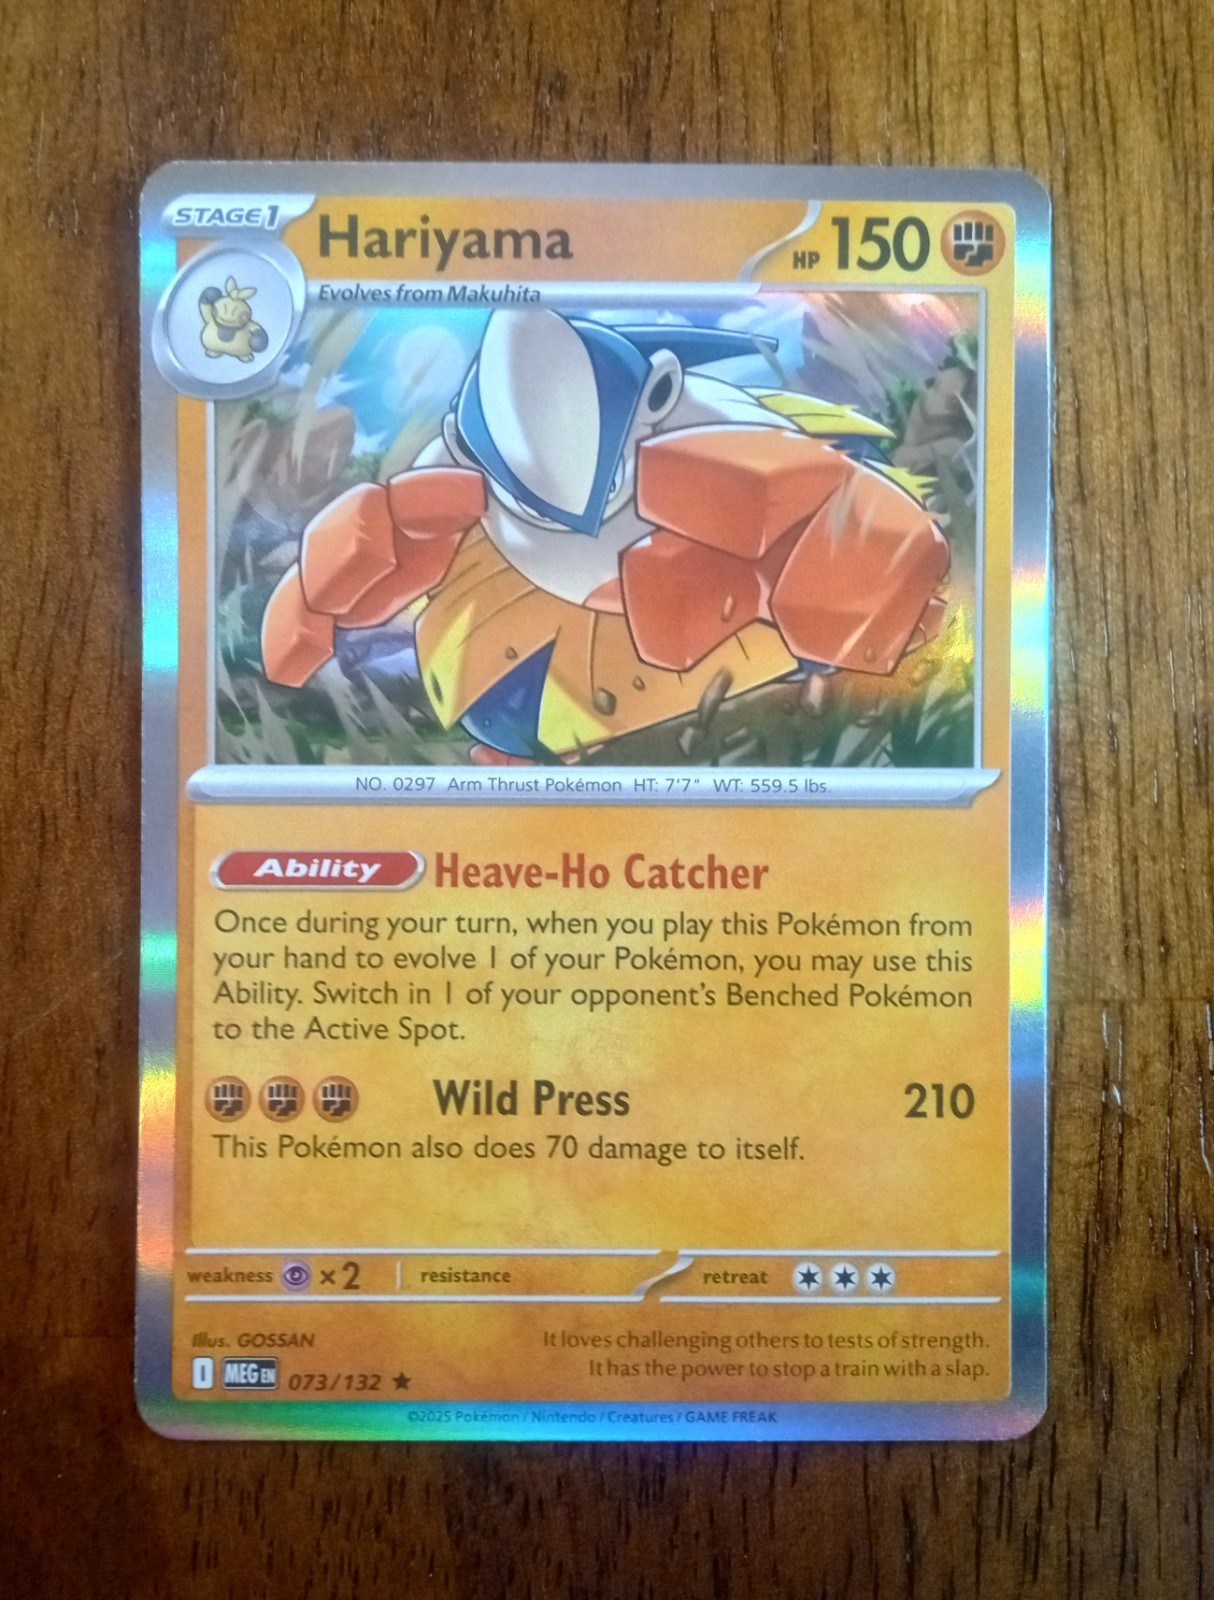 STAGE1
Hariyama
HP 150
Evolves from Makuhita
NO. 0297 Arm Thrust Pokémon HT: 7'7" WT: 559.5 lbs.
Ability Heave-Ho Catcher
Once during your turn, when you play this Pokémon from
your hand to evolve 1 of your Pokémon, you may use this
Ability. Switch in 1 of your opponent's Benched Pokémon
to the Active Spot.
Wild Press 210
This Pokémon also does 70 damage to itself.
weakness ×2 resistance retreat
Illus. GOSSAN
It loves challenging others to tests of strength.
It has the power to stop a train with a slap.
I MEG EN 073/132 ★
©2025 Pokémon / Nintendo / Creatures / GAME FREAK